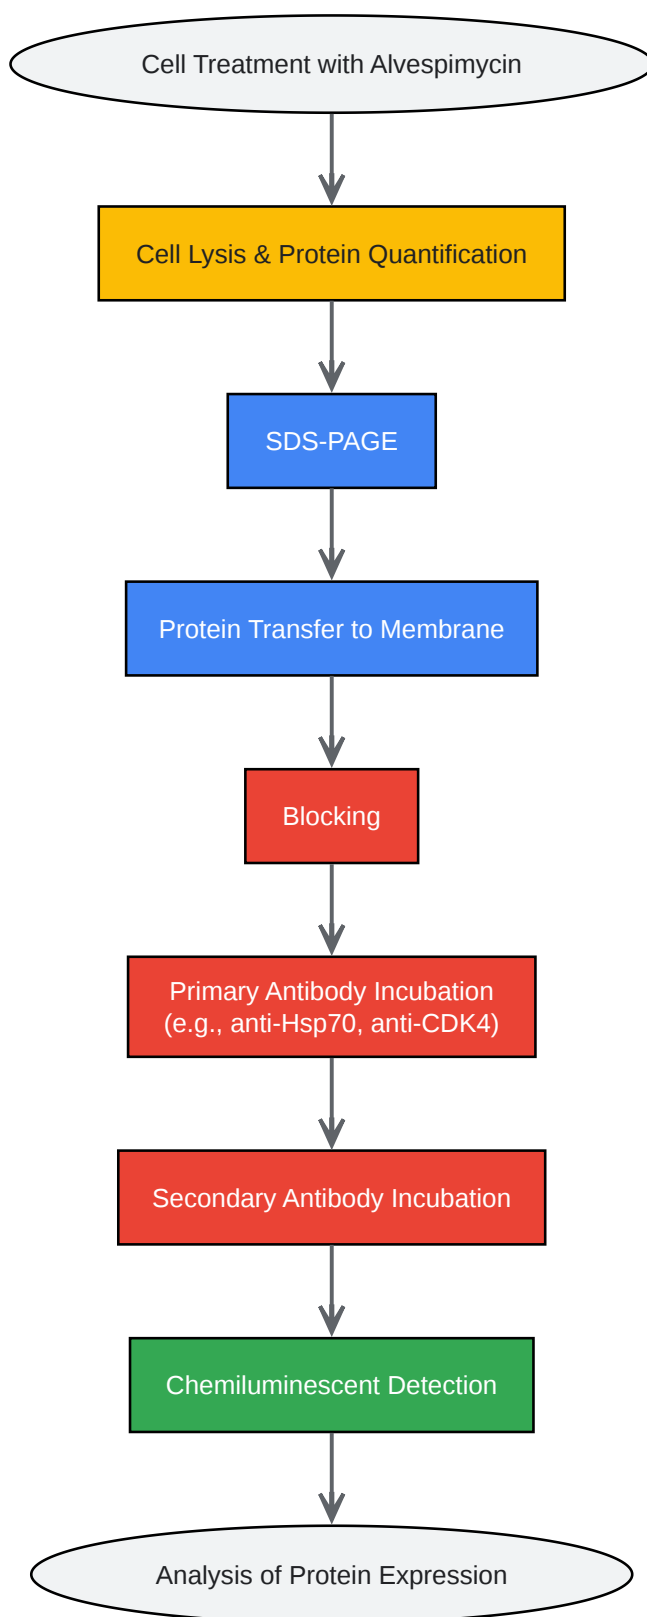 Cell Treatment with Alvespimycin
Cell Lysis & Protein Quantification
SDS-PAGE
Protein Transfer to Membrane
Blocking
Primary Antibody Incubation
(e.g., anti-Hsp70, anti-CDK4)
Secondary Antibody Incubation
Chemiluminescent Detection
Analysis of Protein Expression